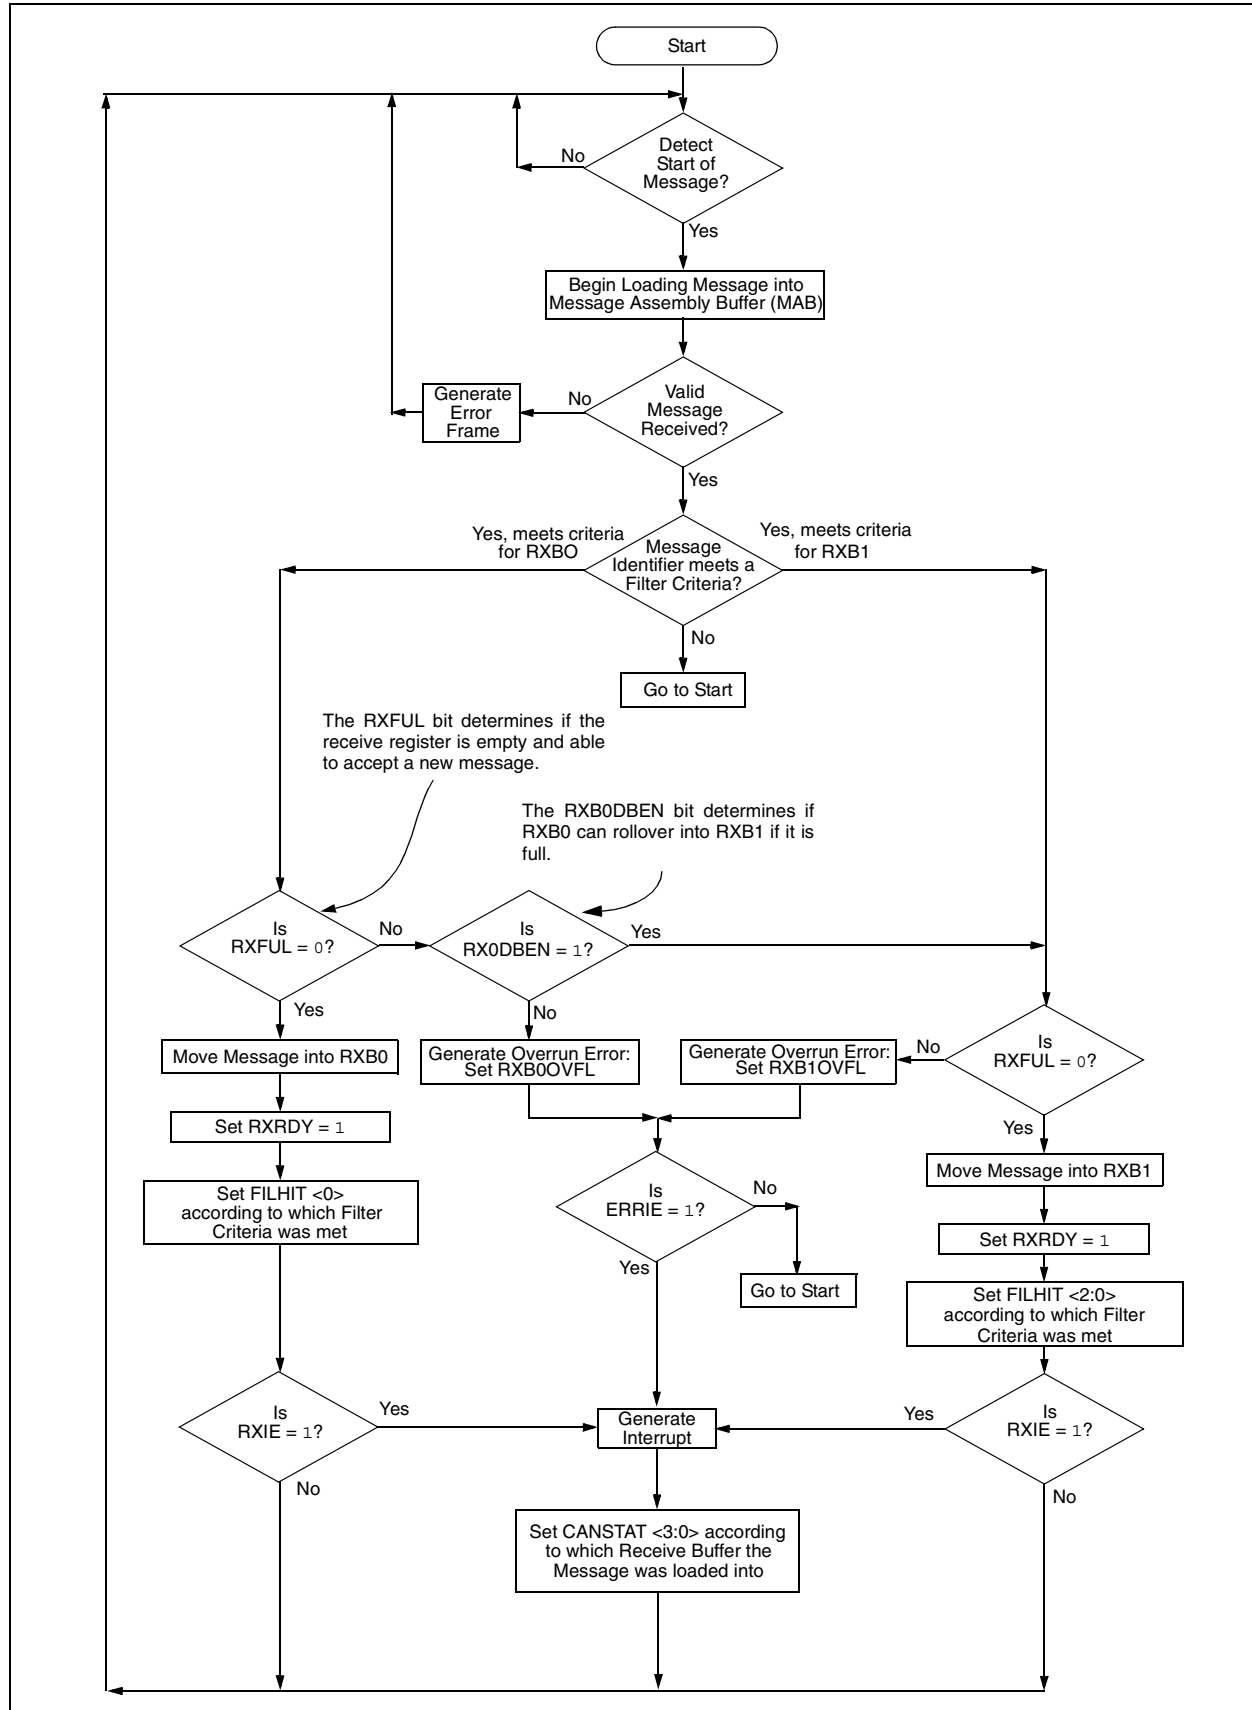 Start
Detect
Start of
Message?
No
Yes
Begin Loading Message into
Message Assembly Buffer (MAB)
Valid
Message
Received?
No
Generate
Error
Frame
Yes
Yes, meets criteria
for RXBO
Message
Identifier meets a
Filter Criteria?
Yes, meets criteria
for RXB1
No
Go to Start
The RXFUL bit determines if the
receive register is empty and able
to accept a new message.
The RXB0DBEN bit determines if
RXB0 can rollover into RXB1 if it is
full.
Is
RXFUL = 0?
No
Is
RX0DBEN = 1?
Yes
Yes
No
Move Message into RXB0
Generate Overrun Error:
Set RXB0OVFL
Generate Overrun Error:
Set RXB1OVFL
No
Is
RXFUL = 0?
Set RXRDY = 1
Yes
Move Message into RXB1
Set FILHIT <0>
according to which Filter
Criteria was met
Is
ERRIE = 1?
No
Set RXRDY = 1
Yes
Go to Start
Set FILHIT <2:0>
according to which Filter
Criteria was met
Is
RXIE = 1?
Yes
Generate
Interrupt
Yes
Is
RXIE = 1?
No
No
Set CANSTAT <3:0> according
to which Receive Buffer the
Message was loaded into